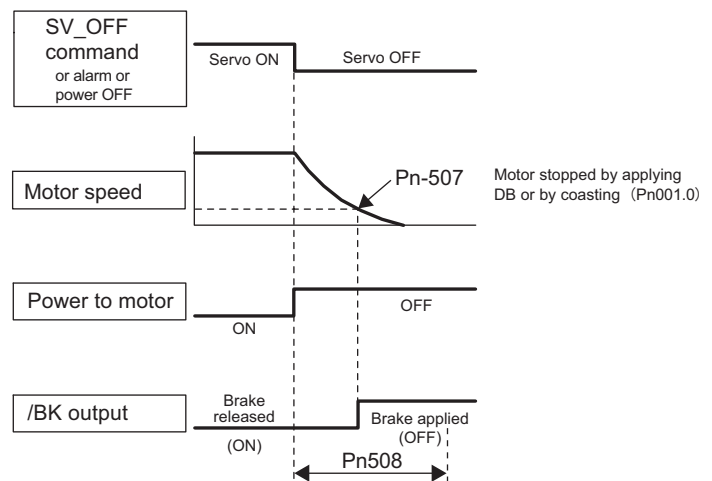 SV_OFF
command
or alarm or
power OFF
Servo ON
Servo OFF
Motor speed
Pn-507
Motor stopped by applying
DB or by coasting (Pn001.0)
Power to motor
ON
OFF
/BK output
Brake
released
(ON)
Brake applied
(OFF)
Pn508